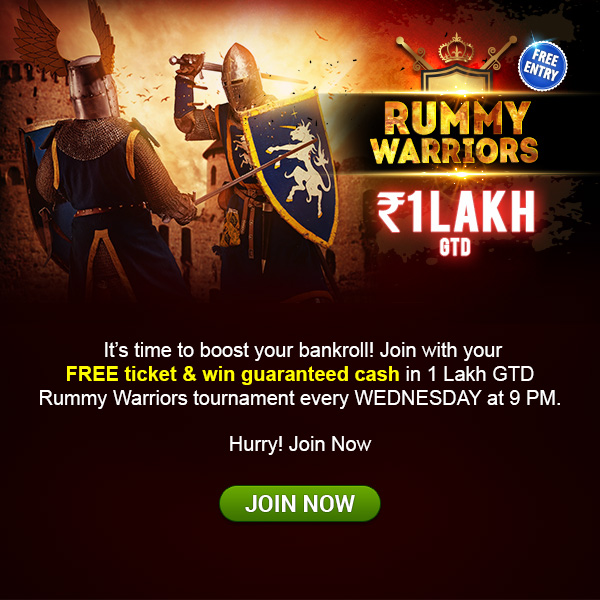 FREE
ENTRY
RUMMY
WARRIORS
₹1LAKH
GTD
It's time to boost your bankroll! Join with your
FREE ticket & win guaranteed cash in 1 Lakh GTD
Rummy Warriors tournament every WEDNESDAY at 9 PM.
Hurry! Join Now
JOIN NOW